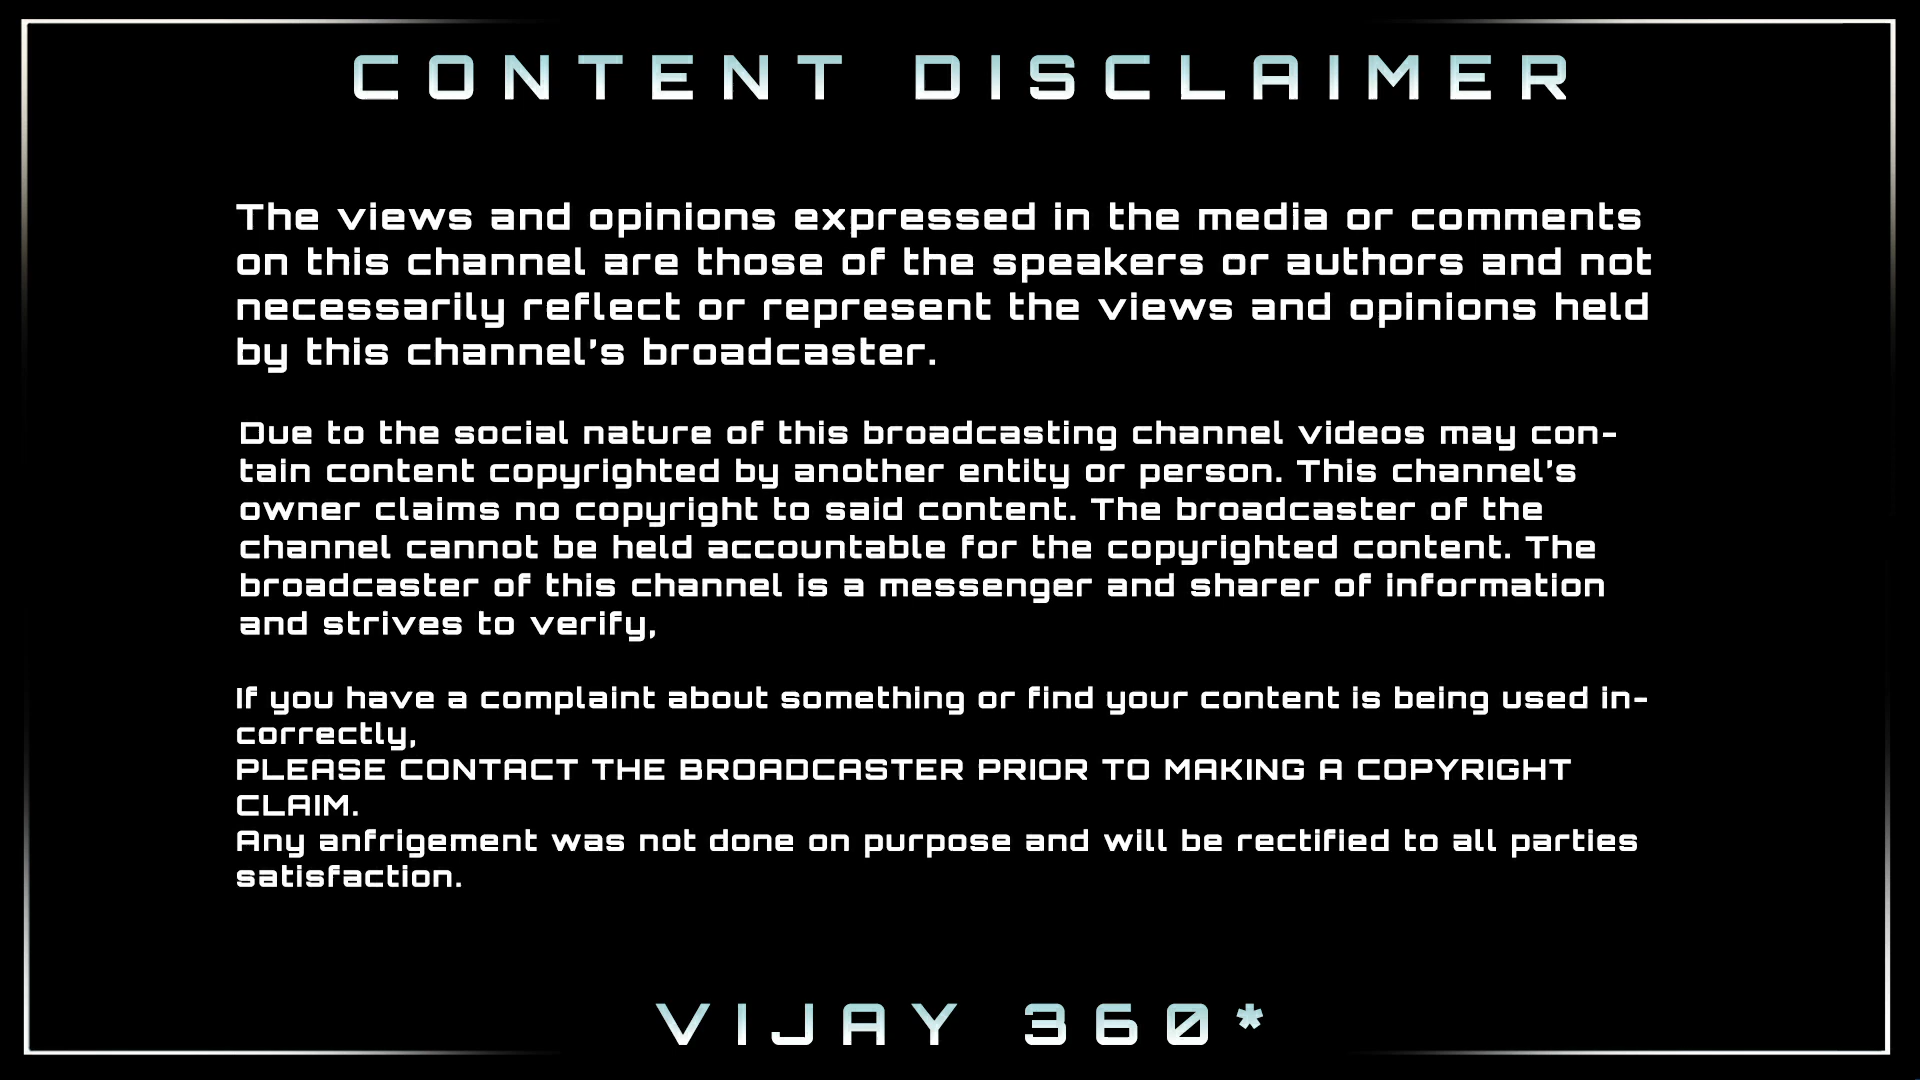 CONTENT DISCLAIMER
The views and opinions expressed in the media or comments
on this channel are those of the speakers or authors and not
necessarily reflect or represent the views and opinions held
by this channel's broadcaster.
Due to the social nature of this broadcasting channel videos may con-
tain content copyrighted by another entity or person. This channel's
owner claims no copyright to said content. The broadcaster of the
channel cannot be held accountable for the copyrighted content. The
broadcaster of this channel is a messenger and sharer of information
and strives to verify,
If you have a complaint about something or find your content is being used in-
correctly,
PLEASE CONTACT THE BROADCASTER PRIOR TO MAKING A COPYRIGHT
CLAIM.
Any anfrigement was not done on purpose and will be rectified to all parties
satisfaction.
VIJAY 360*